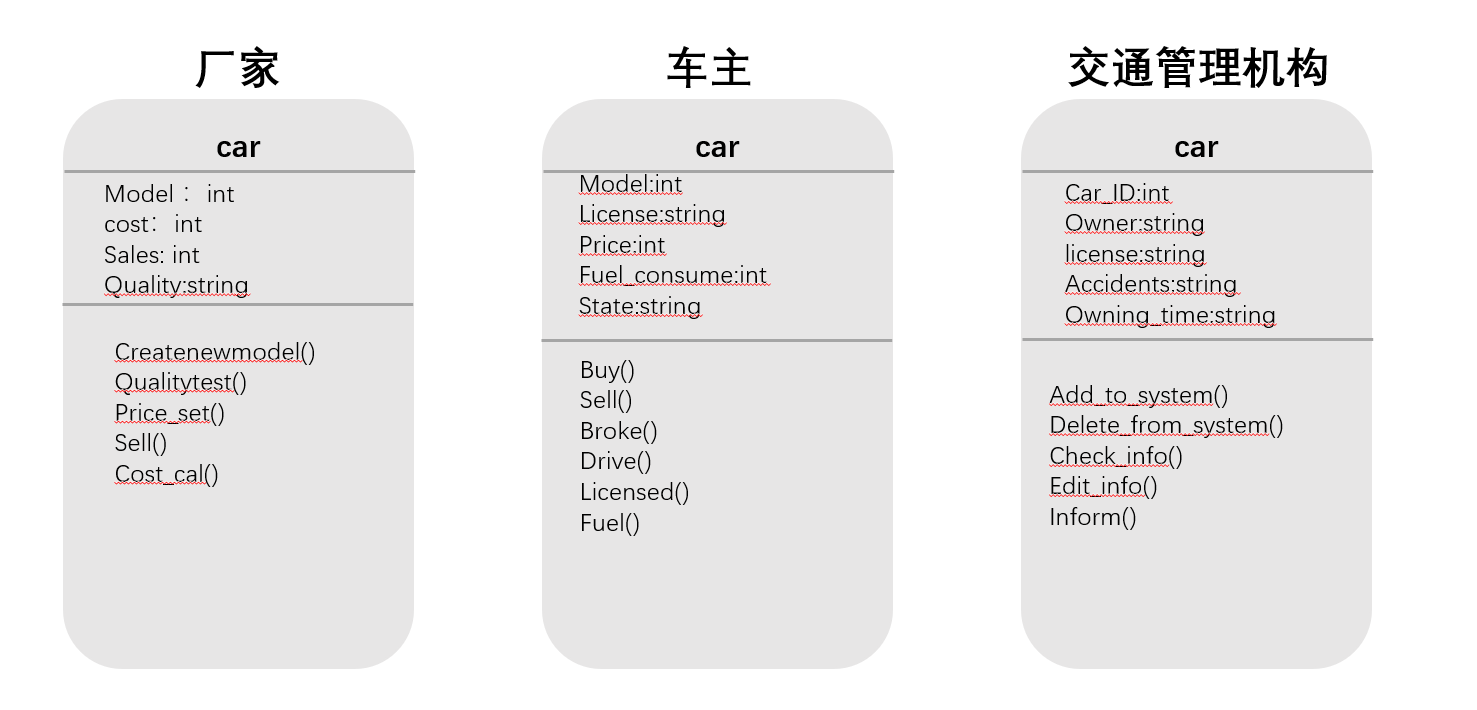 厂家
car
Model： int
cost： int
Sales: int
Quality:string
Createnewmodel()
Qualitytest()
Price_set()
Sell()
Cost_cal()
车主
car
Model:int
License:string
Price:int
Fuel_consume:int
State:string
Buy()
Sell()
Broke()
Drive()
Licensed()
Fuel()
交通管理机构
car
Car_ID:int
Owner:string
license:string
Accidents:string
Owning_time:string
Add_to_system()
Delete_from_system()
Check_info()
Edit_info()
Inform()